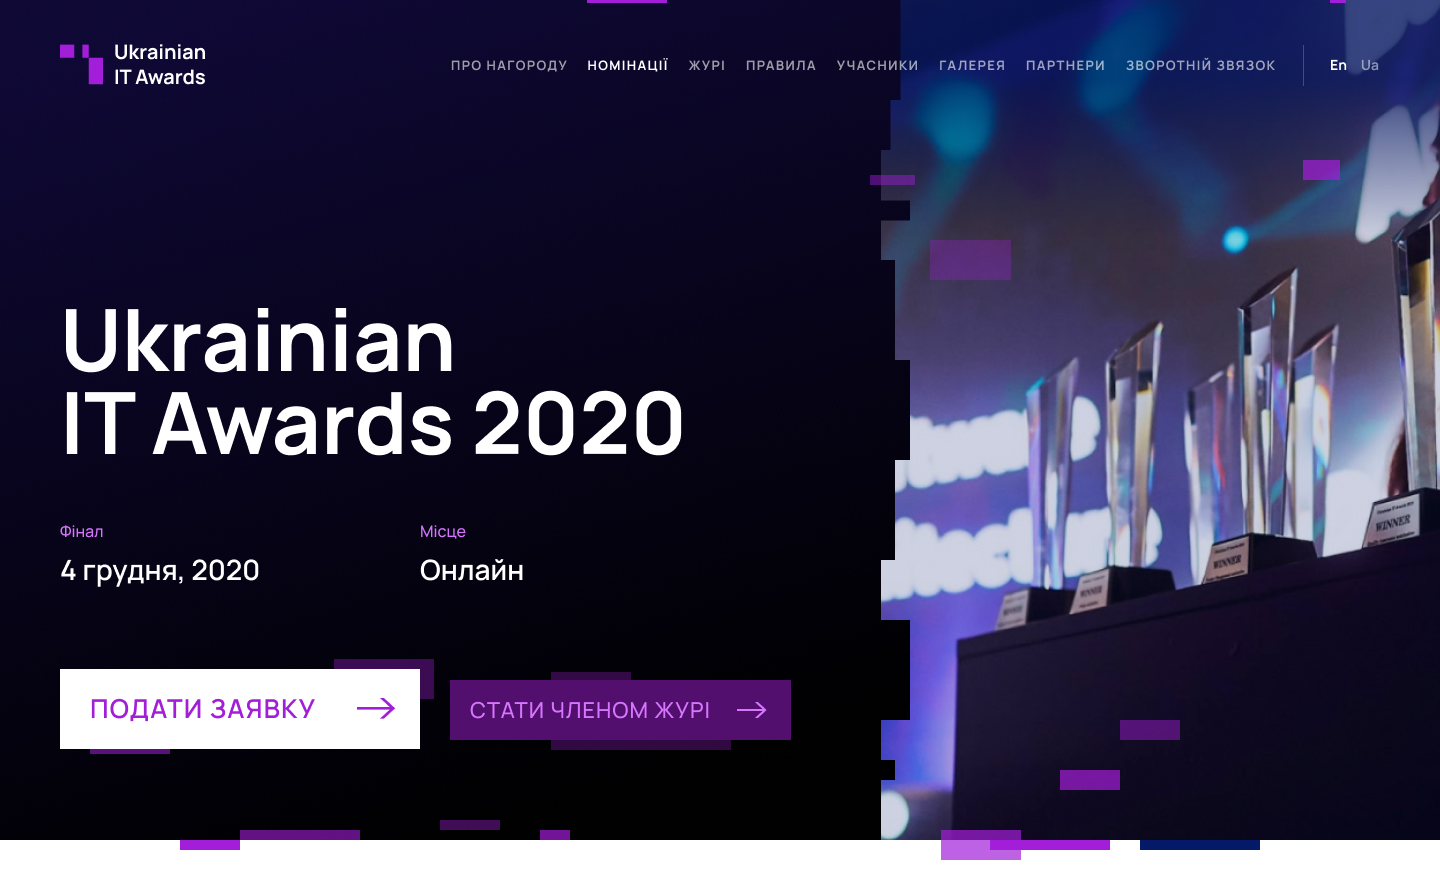 Ukrainian
IT Awards
ПРО НАГОРОДУ НОМІНАЦІЇ ЖУРІ ПРАВИЛА УЧАСНИКИ ГАЛЕРЕЯ ПАРТНЕРИ ЗВОРОТНІЙ ЗВЯЗОК En Ua
Ukrainian
IT Awards 2020
Фінал
4 грудня, 2020
Місце
Онлайн
ПОДАТИ ЗАЯВКУ
СТАТИ ЧЛЕНОМ ЖУРІ
WINNER
WINNER
WINNER